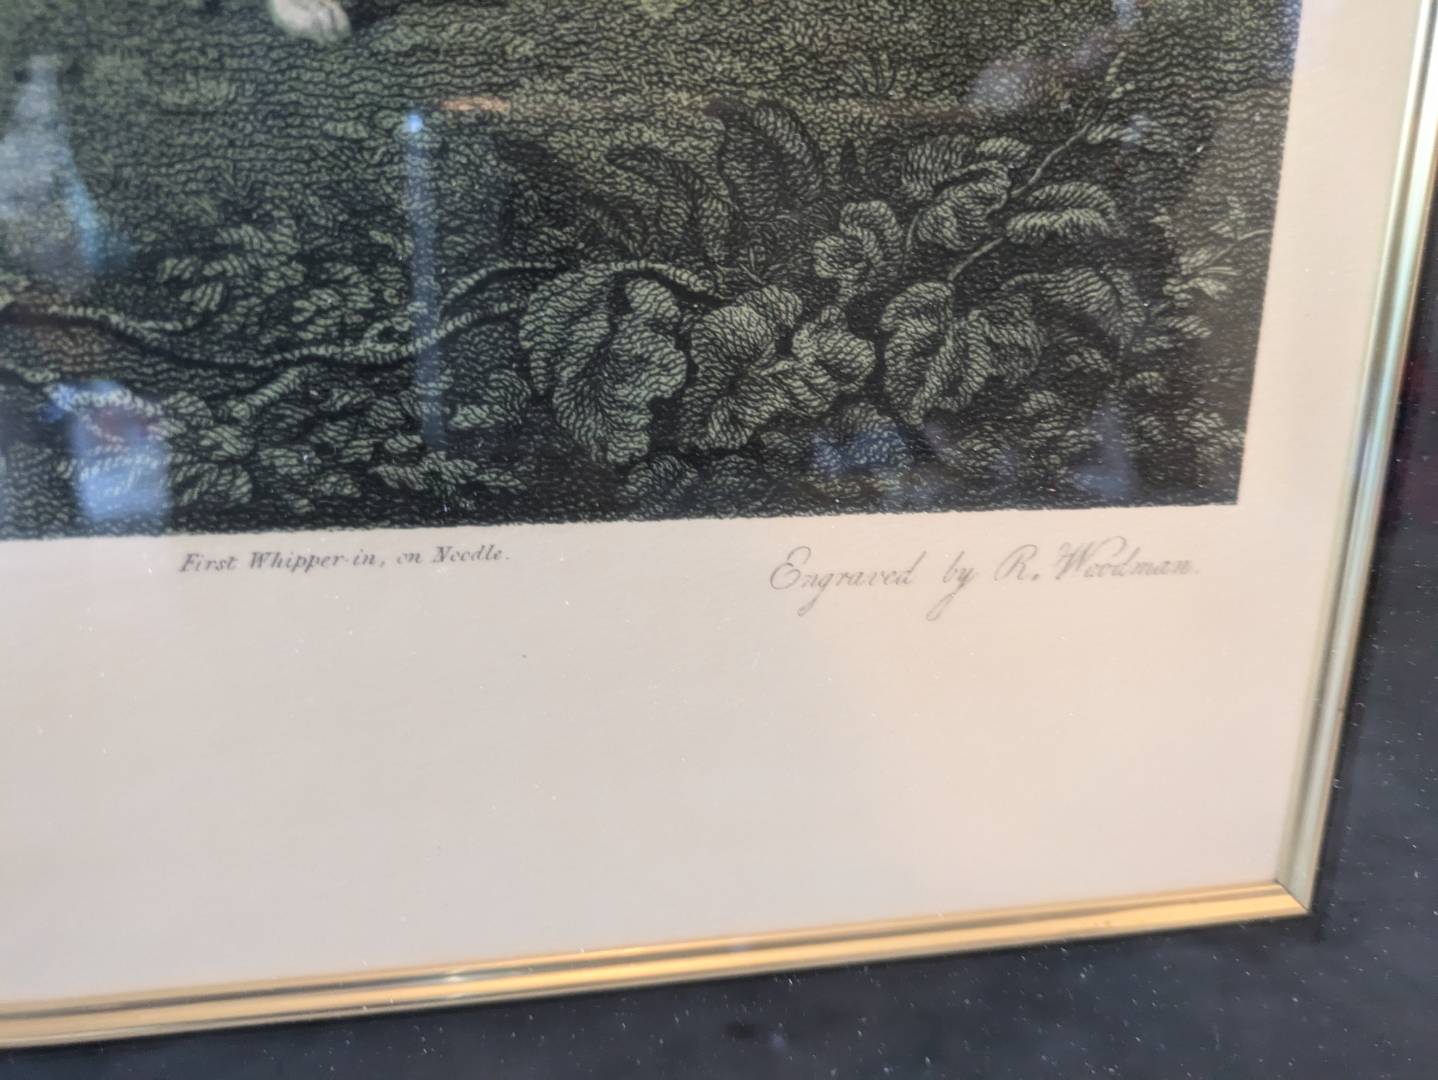 First Whipper-in, on Noodle.
Engraved by R. Woodman.